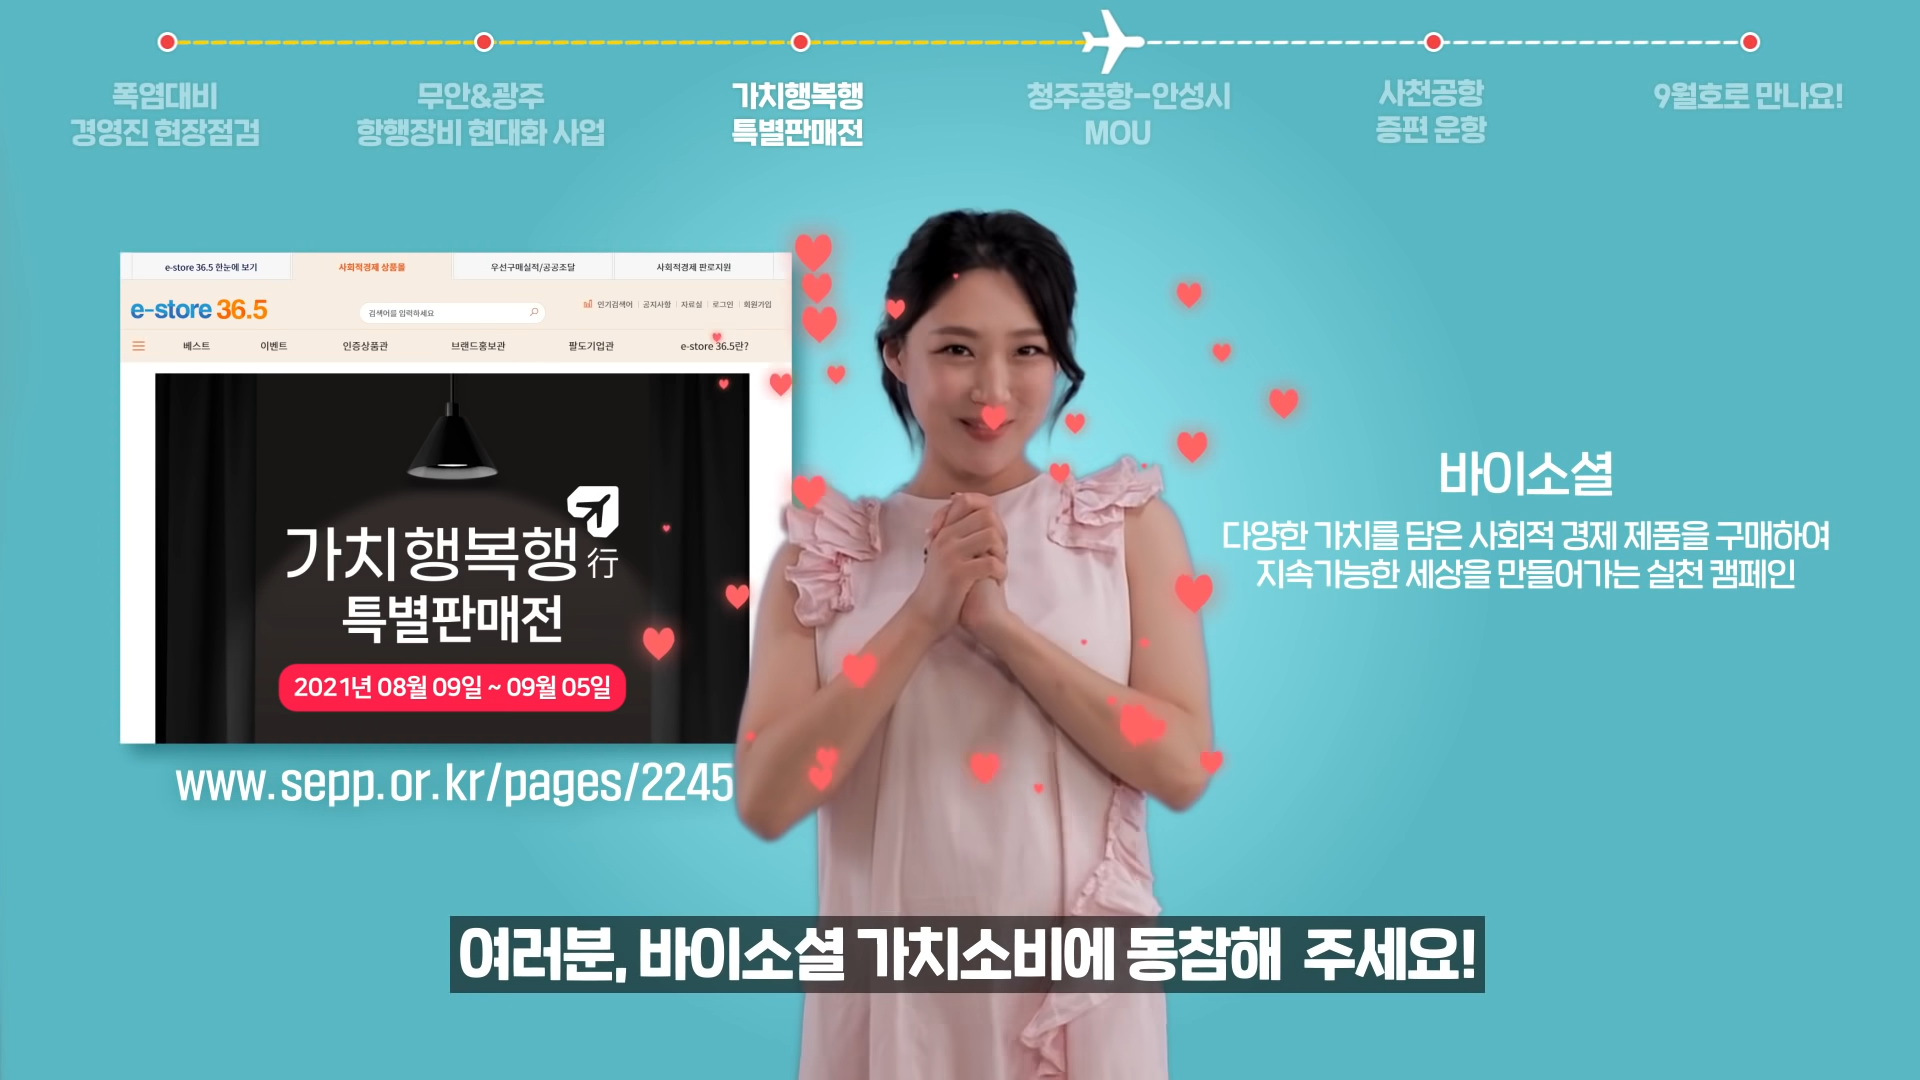 폭염대비
경영진 현장점검
무안&광주
항행장비 현대화 사업
가치행복행
특별판매전
청주공항-안성시
MOU
사천공항
증편 운항
9월호로 만나요!
e-store 36.5 한눈에 보기
사회적경제 상품몰
우선구매실적/공공조달
사회적경제 판로지원
e-store 36.5
검색어를 입력하세요
인기검색어 | 공지사항 | 자료실 | 로그인 | 회원가입
베스트
이벤트
인증상품관
브랜드홍보관
팔도기업관
e-store 36.5란?
가치행복행 行
특별판매전
2021년 08월 09일 ~ 09월 05일
www.sepp.or.kr/pages/2245
바이소셜
다양한 가치를 담은 사회적 경제 제품을 구매하여
지속가능한 세상을 만들어가는 실천 캠페인
여러분, 바이소셜 가치소비에 동참해 주세요!